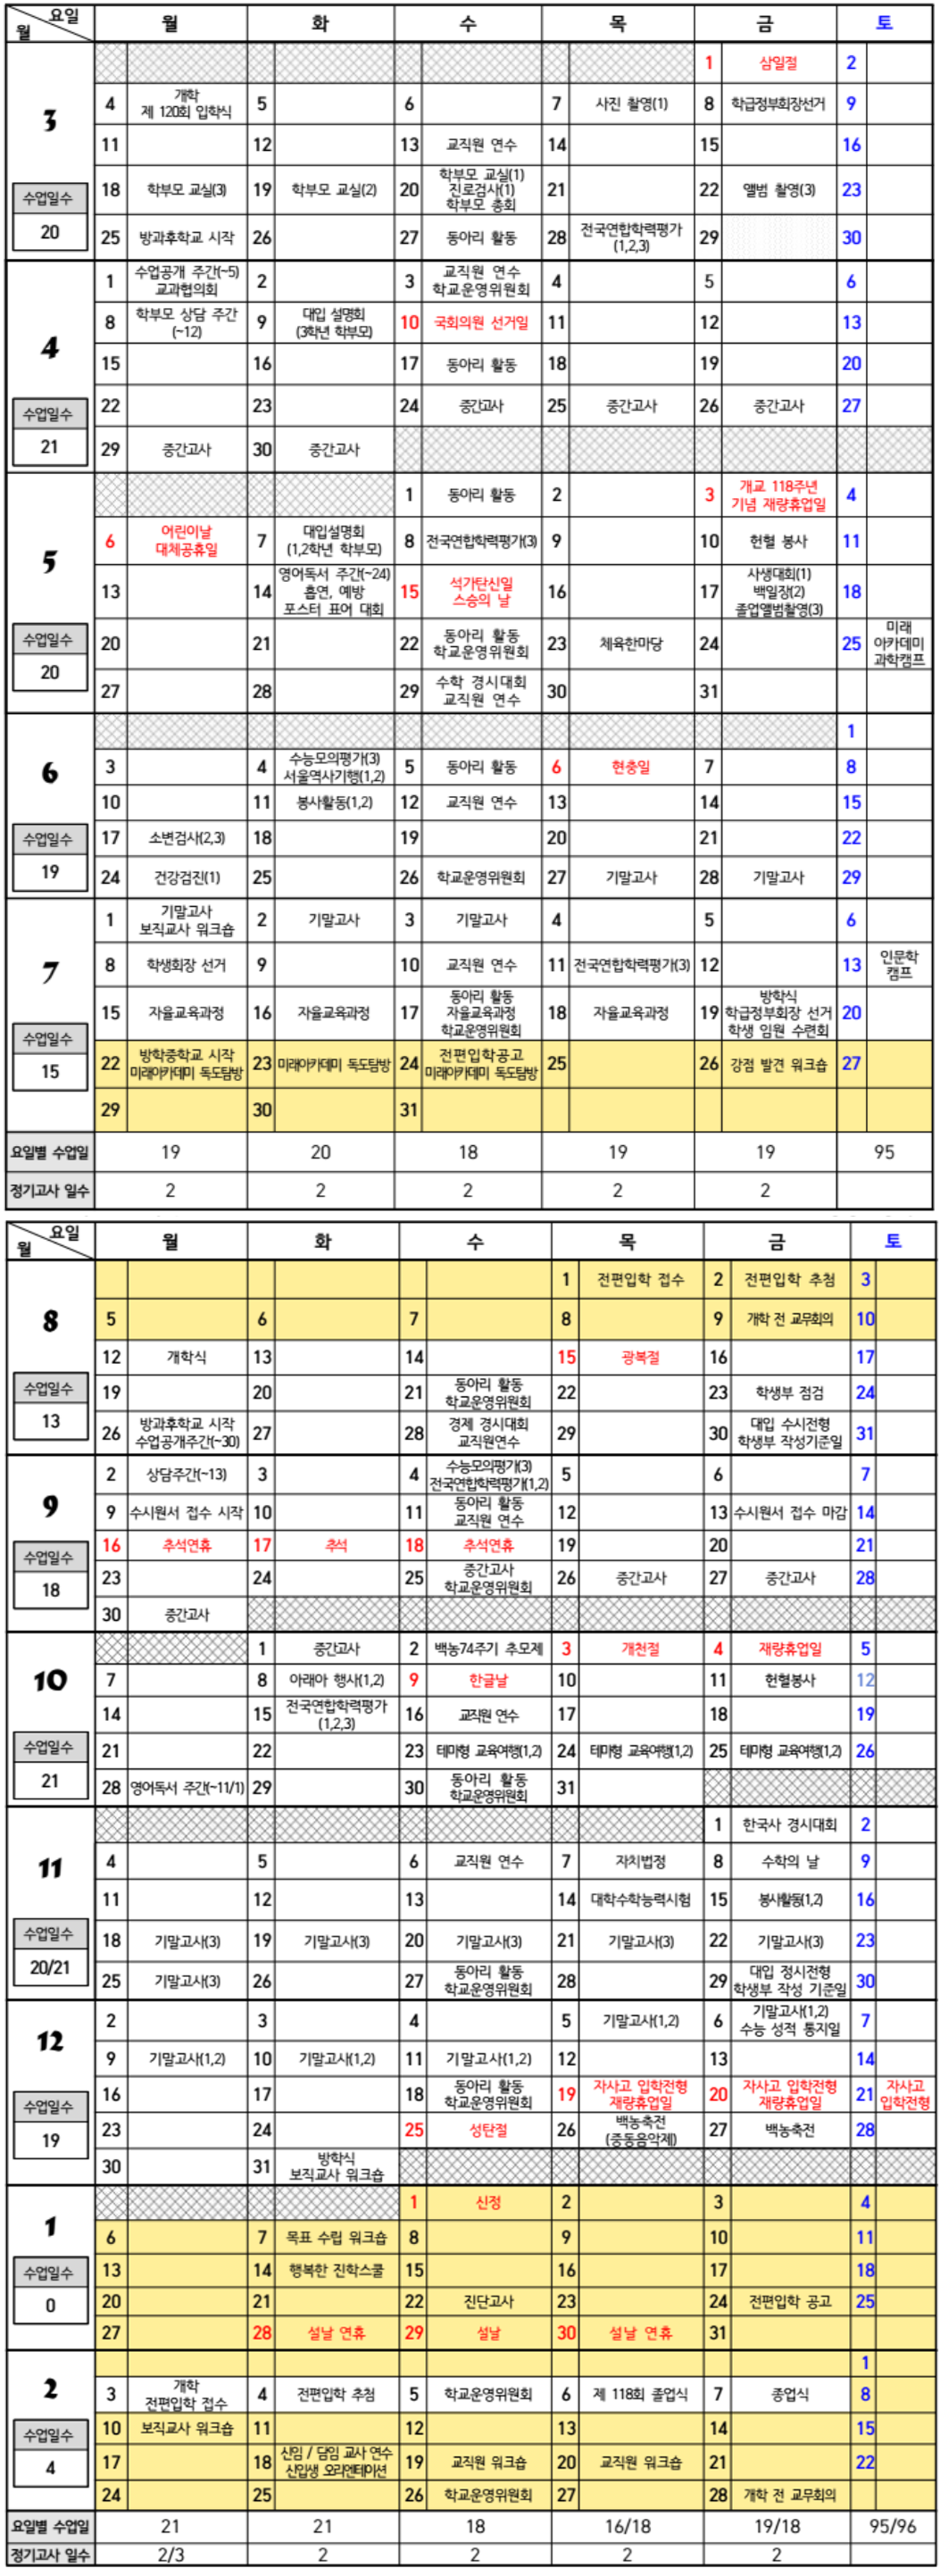 요일
월
월 화 수 목 금 토
3
수업일수
20
1 삼일절 2
4 개학
제 120회 입학식
5 6 7 사진 촬영(1) 8 학급정부회장선거 9
11 12 13 교직원 연수 14 15 16
18 학부모 교실(3) 19 학부모 교실(2) 20 학부모 교실(1)
진로검사(1)
학부모 총회
21 22 앨범 촬영(3) 23
25 방과후학교 시작 26 27 동아리 활동 28 전국연합학력평가
(1,2,3)
29 30
4
수업일수
21
1 수업공개 주간(~5)
교과협의회
2 3 교직원 연수
학교운영위원회
4 5 6
8 학부모 상담 주간
(~12)
9 대입 설명회
(3학년 학부모)
10 국회의원 선거일 11 12 13
15 16 17 동아리 활동 18 19 20
22 23 24 중간고사 25 중간고사 26 중간고사 27
29 중간고사 30 중간고사
5
수업일수
20
1 동아리 활동 2 3 개교 118주년
기념 재량휴업일
4
6 어린이날
대체공휴일
7 대입설명회
(1,2학년 학부모)
8 전국연합학력평가(3) 9 10 헌혈 봉사 11
13 14 영어독서 주간(~24)
흡연, 예방
포스터 표어 대회
15 석가탄신일
스승의 날
16 17 사생대회(1)
백일장(2)
졸업앨범촬영(3)
18
20 21 22 동아리 활동
학교운영위원회
23 체육한마당 24 25 미래
아카데미
과학캠프
27 28 29 수학 경시대회
교직원 연수
30 31
6
수업일수
19
1
3 4 수능모의평가(3)
서울역사기행(1,2)
5 동아리 활동 6 현충일 7 8
10 11 봉사활동(1,2) 12 교직원 연수 13 14 15
17 소변검사(2,3) 18 19 20 21 22
24 건강검진(1) 25 26 학교운영위원회 27 기말고사 28 기말고사 29
7
수업일수
15
1 기말고사
보직교사 워크숍
2 기말고사 3 기말고사 4 5 6
8 학생회장 선거 9 10 교직원 연수 11 전국연합학력평가(3) 12 13 인문학
캠프
15 자율교육과정 16 자율교육과정 17 동아리 활동
자율교육과정
학교운영위원회
18 자율교육과정 19 방학식
학급정부회장 선거
학생 임원 수련회
20
22 방학중학교 시작
미래아카데미 독도탐방
23 미래아카데미 독도탐방 24 전편입학공고
미래아카데미 독도탐방
25 26 강점 발견 워크숍 27
29 30 31
요일별 수업일 19 20 18 19 19 95
정기고사 일수 2 2 2 2 2
요일
월
월 화 수 목 금 토
8
수업일수
13
1 전편입학 접수 2 전편입학 추첨 3
5 6 7 8 9 개학 전 교무회의 10
12 개학식 13 14 15 광복절 16 17
19 20 21 동아리 활동
학교운영위원회
22 23 학생부 점검 24
26 방과후학교 시작
수업공개주간(~30)
27 28 경제 경시대회
교직원연수
29 30 대입 수시전형
학생부 작성기준일
31
9
수업일수
18
2 상담주간(~13) 3 4 수능모의평가(3)
전국연합학력평가(1,2)
5 6 7
9 수시원서 접수 시작 10 11 동아리 활동
교직원 연수
12 13 수시원서 접수 마감 14
16 추석연휴 17 추석 18 추석연휴 19 20 21
23 24 25 중간고사
학교운영위원회
26 중간고사 27 중간고사 28
30 중간고사
10
수업일수
21
1 중간고사 2 백농74주기 추모제 3 개천절 4 재량휴업일 5
7 8 아래아 행사(1,2) 9 한글날 10 11 헌혈봉사 12
14 15 전국연합학력평가
(1,2,3)
16 교직원 연수 17 18 19
21 22 23 테마형 교육여행(1,2) 24 테마형 교육여행(1,2) 25 테마형 교육여행(1,2) 26
28 영어독서 주간(~11/1) 29 30 동아리 활동
학교운영위원회
31
11
수업일수
20/21
1 한국사 경시대회 2
4 5 6 교직원 연수 7 자치법정 8 수학의 날 9
11 12 13 14 대학수학능력시험 15 봉사활동(1,2) 16
18 기말고사(3) 19 기말고사(3) 20 기말고사(3) 21 기말고사(3) 22 기말고사(3) 23
25 기말고사(3) 26 27 동아리 활동
학교운영위원회
28 29 대입 정시전형
학생부 작성 기준일
30
12
수업일수
19
2 3 4 5 기말고사(1,2) 6 기말고사(1,2)
수능 성적 통지일
7
9 기말고사(1,2) 10 기말고사(1,2) 11 기말고사(1,2) 12 13 14
16 17 18 동아리 활동
학교운영위원회
19 자사고 입학전형
재량휴업일
20 자사고 입학전형
재량휴업일
21 자사고
입학전형
23 24 25 성탄절 26 백농축전
(중동음악제)
27 백농축전 28
30 31 방학식
보직교사 워크숍
1
수업일수
0
1 신정 2 3 4
6 7 목표 수립 워크숍 8 9 10 11
13 14 행복한 진학스쿨 15 16 17 18
20 21 22 진단고사 23 24 전편입학 공고 25
27 28 설날 연휴 29 설날 30 설날 연휴 31
2
수업일수
4
1
3 개학
전편입학 접수
4 전편입학 추첨 5 학교운영위원회 6 제 118회 졸업식 7 종업식 8
10 보직교사 워크숍 11 12 13 14 15
17 18 신임 / 담임 교사 연수
신입생 오리엔테이션
19 교직원 워크숍 20 교직원 워크숍 21 22
24 25 26 학교운영위원회 27 28 개학 전 교무회의
요일별 수업일 21 21 18 16/18 19/18 95/96
정기고사 일수 2/3 2 2 2 2